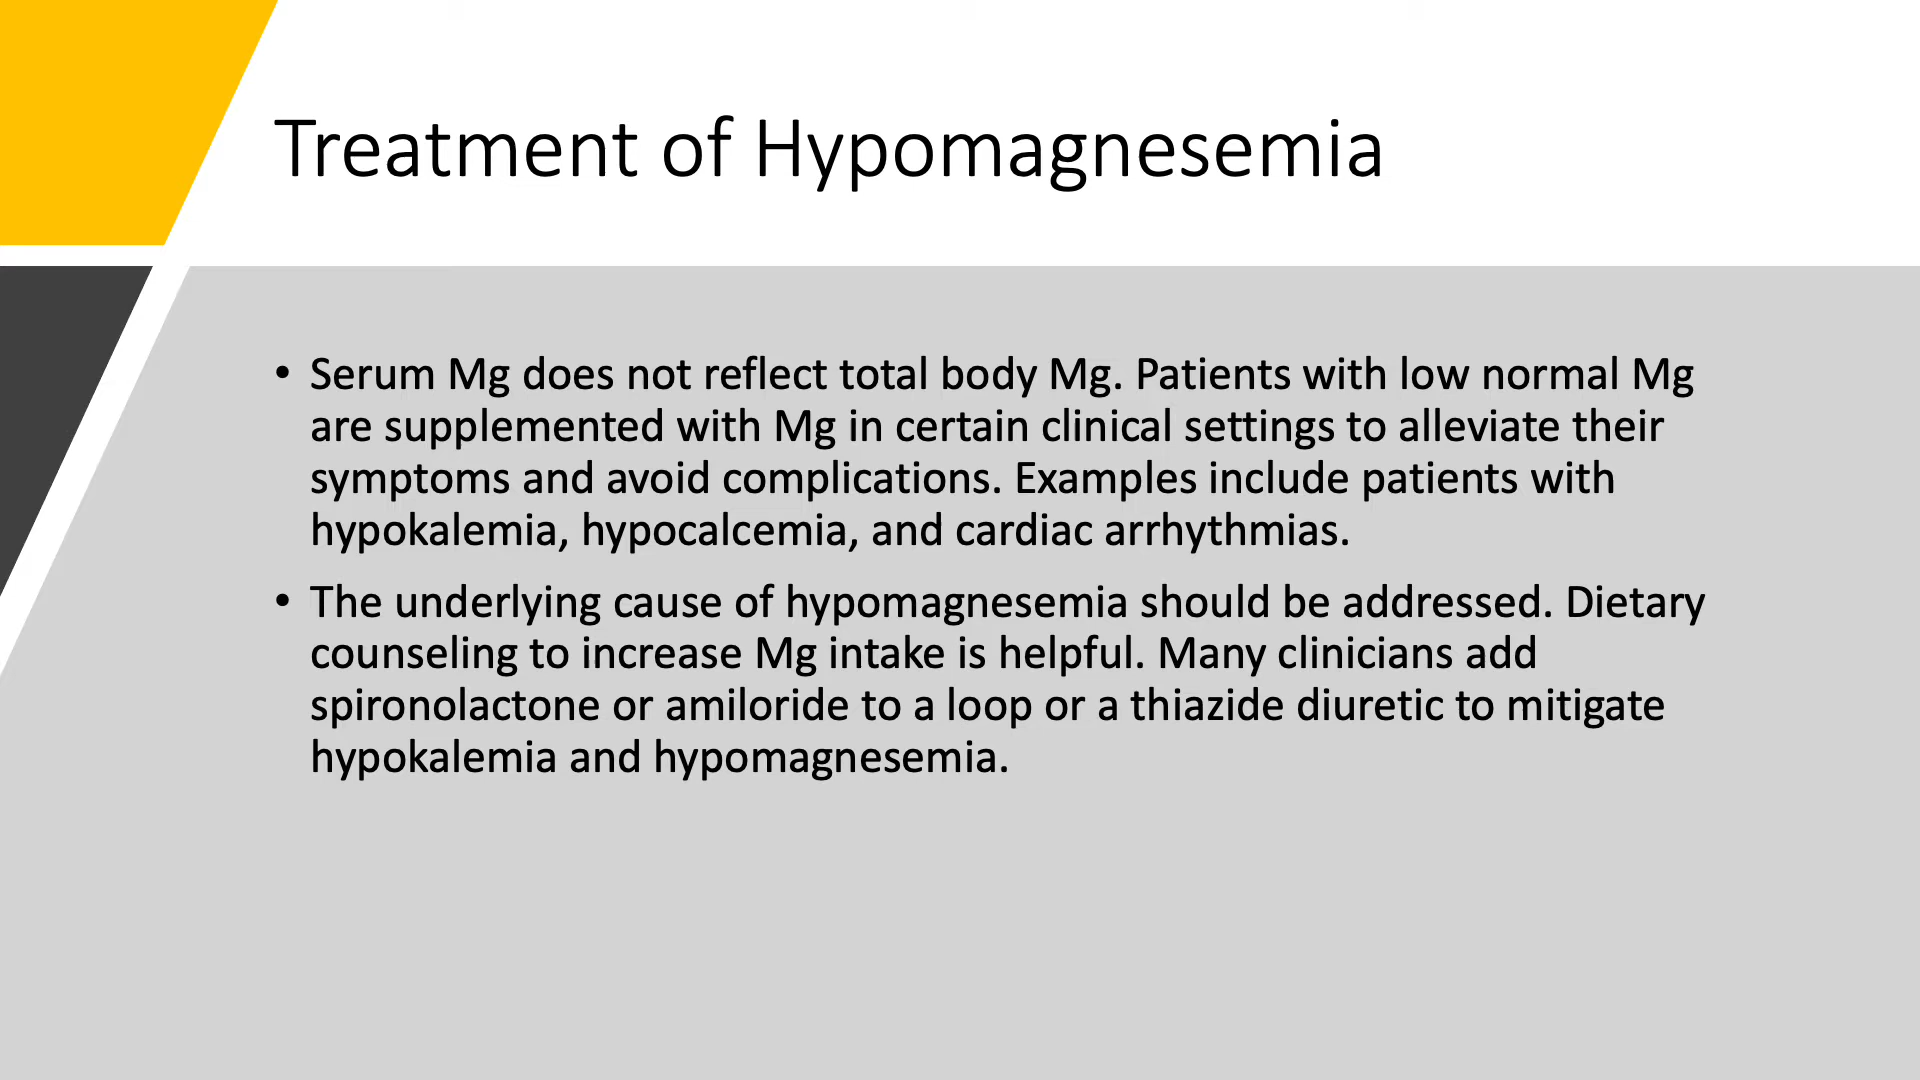 Treatment of Hypomagnesemia
• Serum Mg does not reflect total body Mg. Patients with low normal Mg
are supplemented with Mg in certain clinical settings to alleviate their
symptoms and avoid complications. Examples include patients with
hypokalemia, hypocalcemia, and cardiac arrhythmias.
• The underlying cause of hypomagnesemia should be addressed. Dietary
counseling to increase Mg intake is helpful. Many clinicians add
spironolactone or amiloride to a loop or a thiazide diuretic to mitigate
hypokalemia and hypomagnesemia.